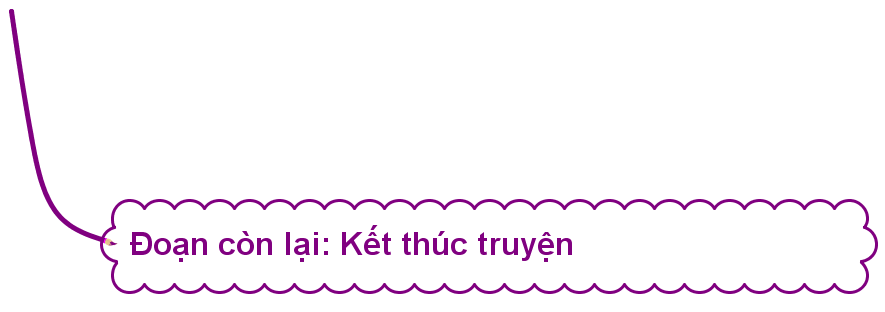 Đoạn còn lại: Kết thúc truyện